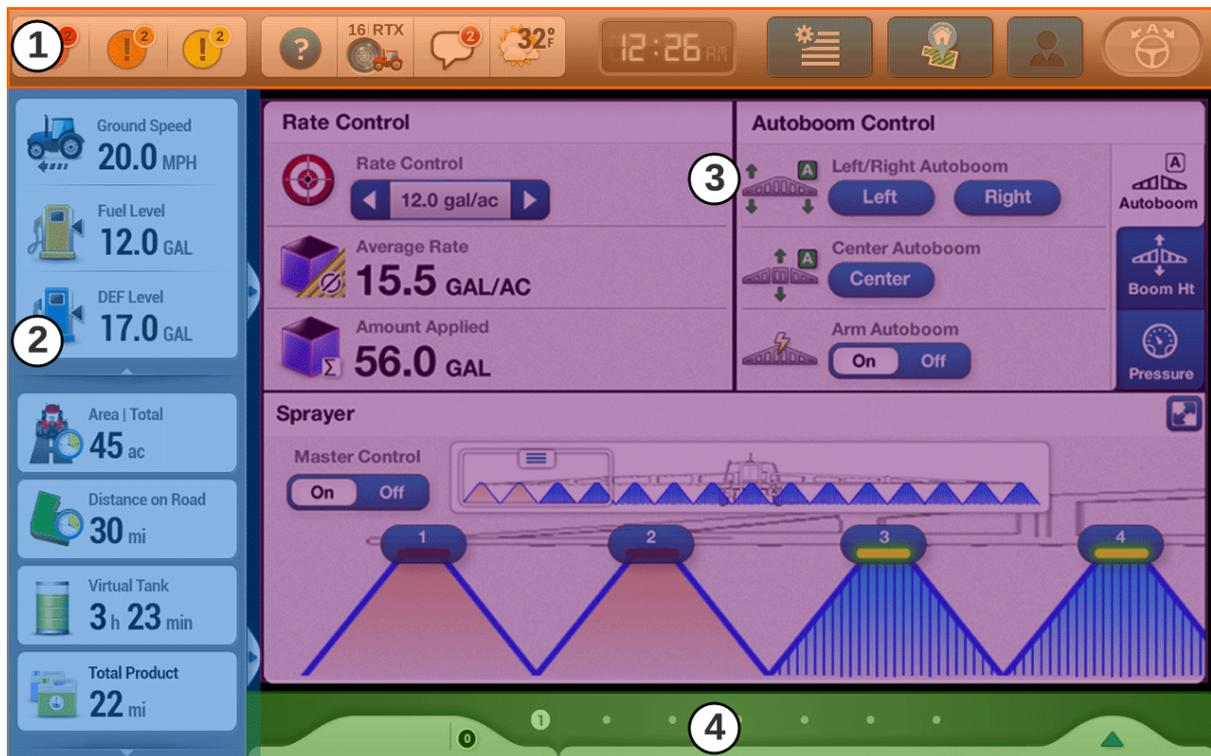 1
2
2
2
?
16 | RTX
2
32°F
12:26 AM
A
Ground Speed
20.0 MPH
Fuel Level
12.0 GAL
DEF Level
17.0 GAL
2
Area | Total
45 ac
Distance on Road
30 mi
Virtual Tank
3 h 23 min
Total Product
22 mi
Rate Control
Rate Control
12.0 gal/ac
Average Rate
15.5 GAL/AC
Amount Applied
Σ
56.0 GAL
3
Autoboom Control
A
Left/Right Autoboom
Left Right
A
Center Autoboom
Center
Arm Autoboom
On Off
A
Autoboom
Boom Ht
Pressure
Sprayer
Master Control
On Off
1 2 3 4
1
0
4